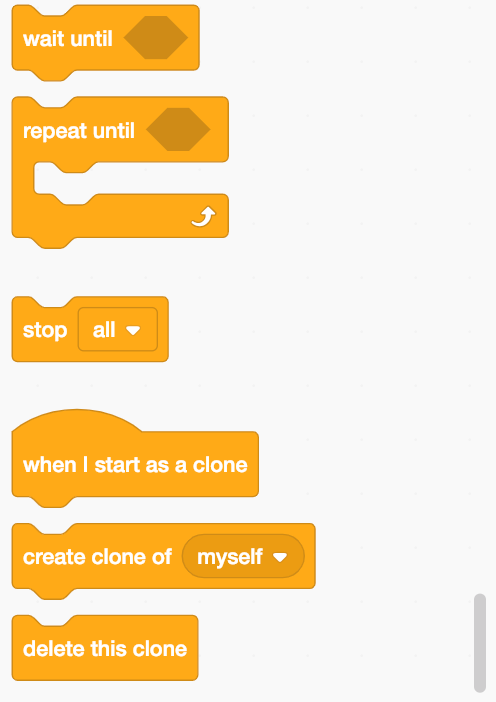 wait until
repeat until
stop all
when I start as a clone
create clone of myself
delete this clone